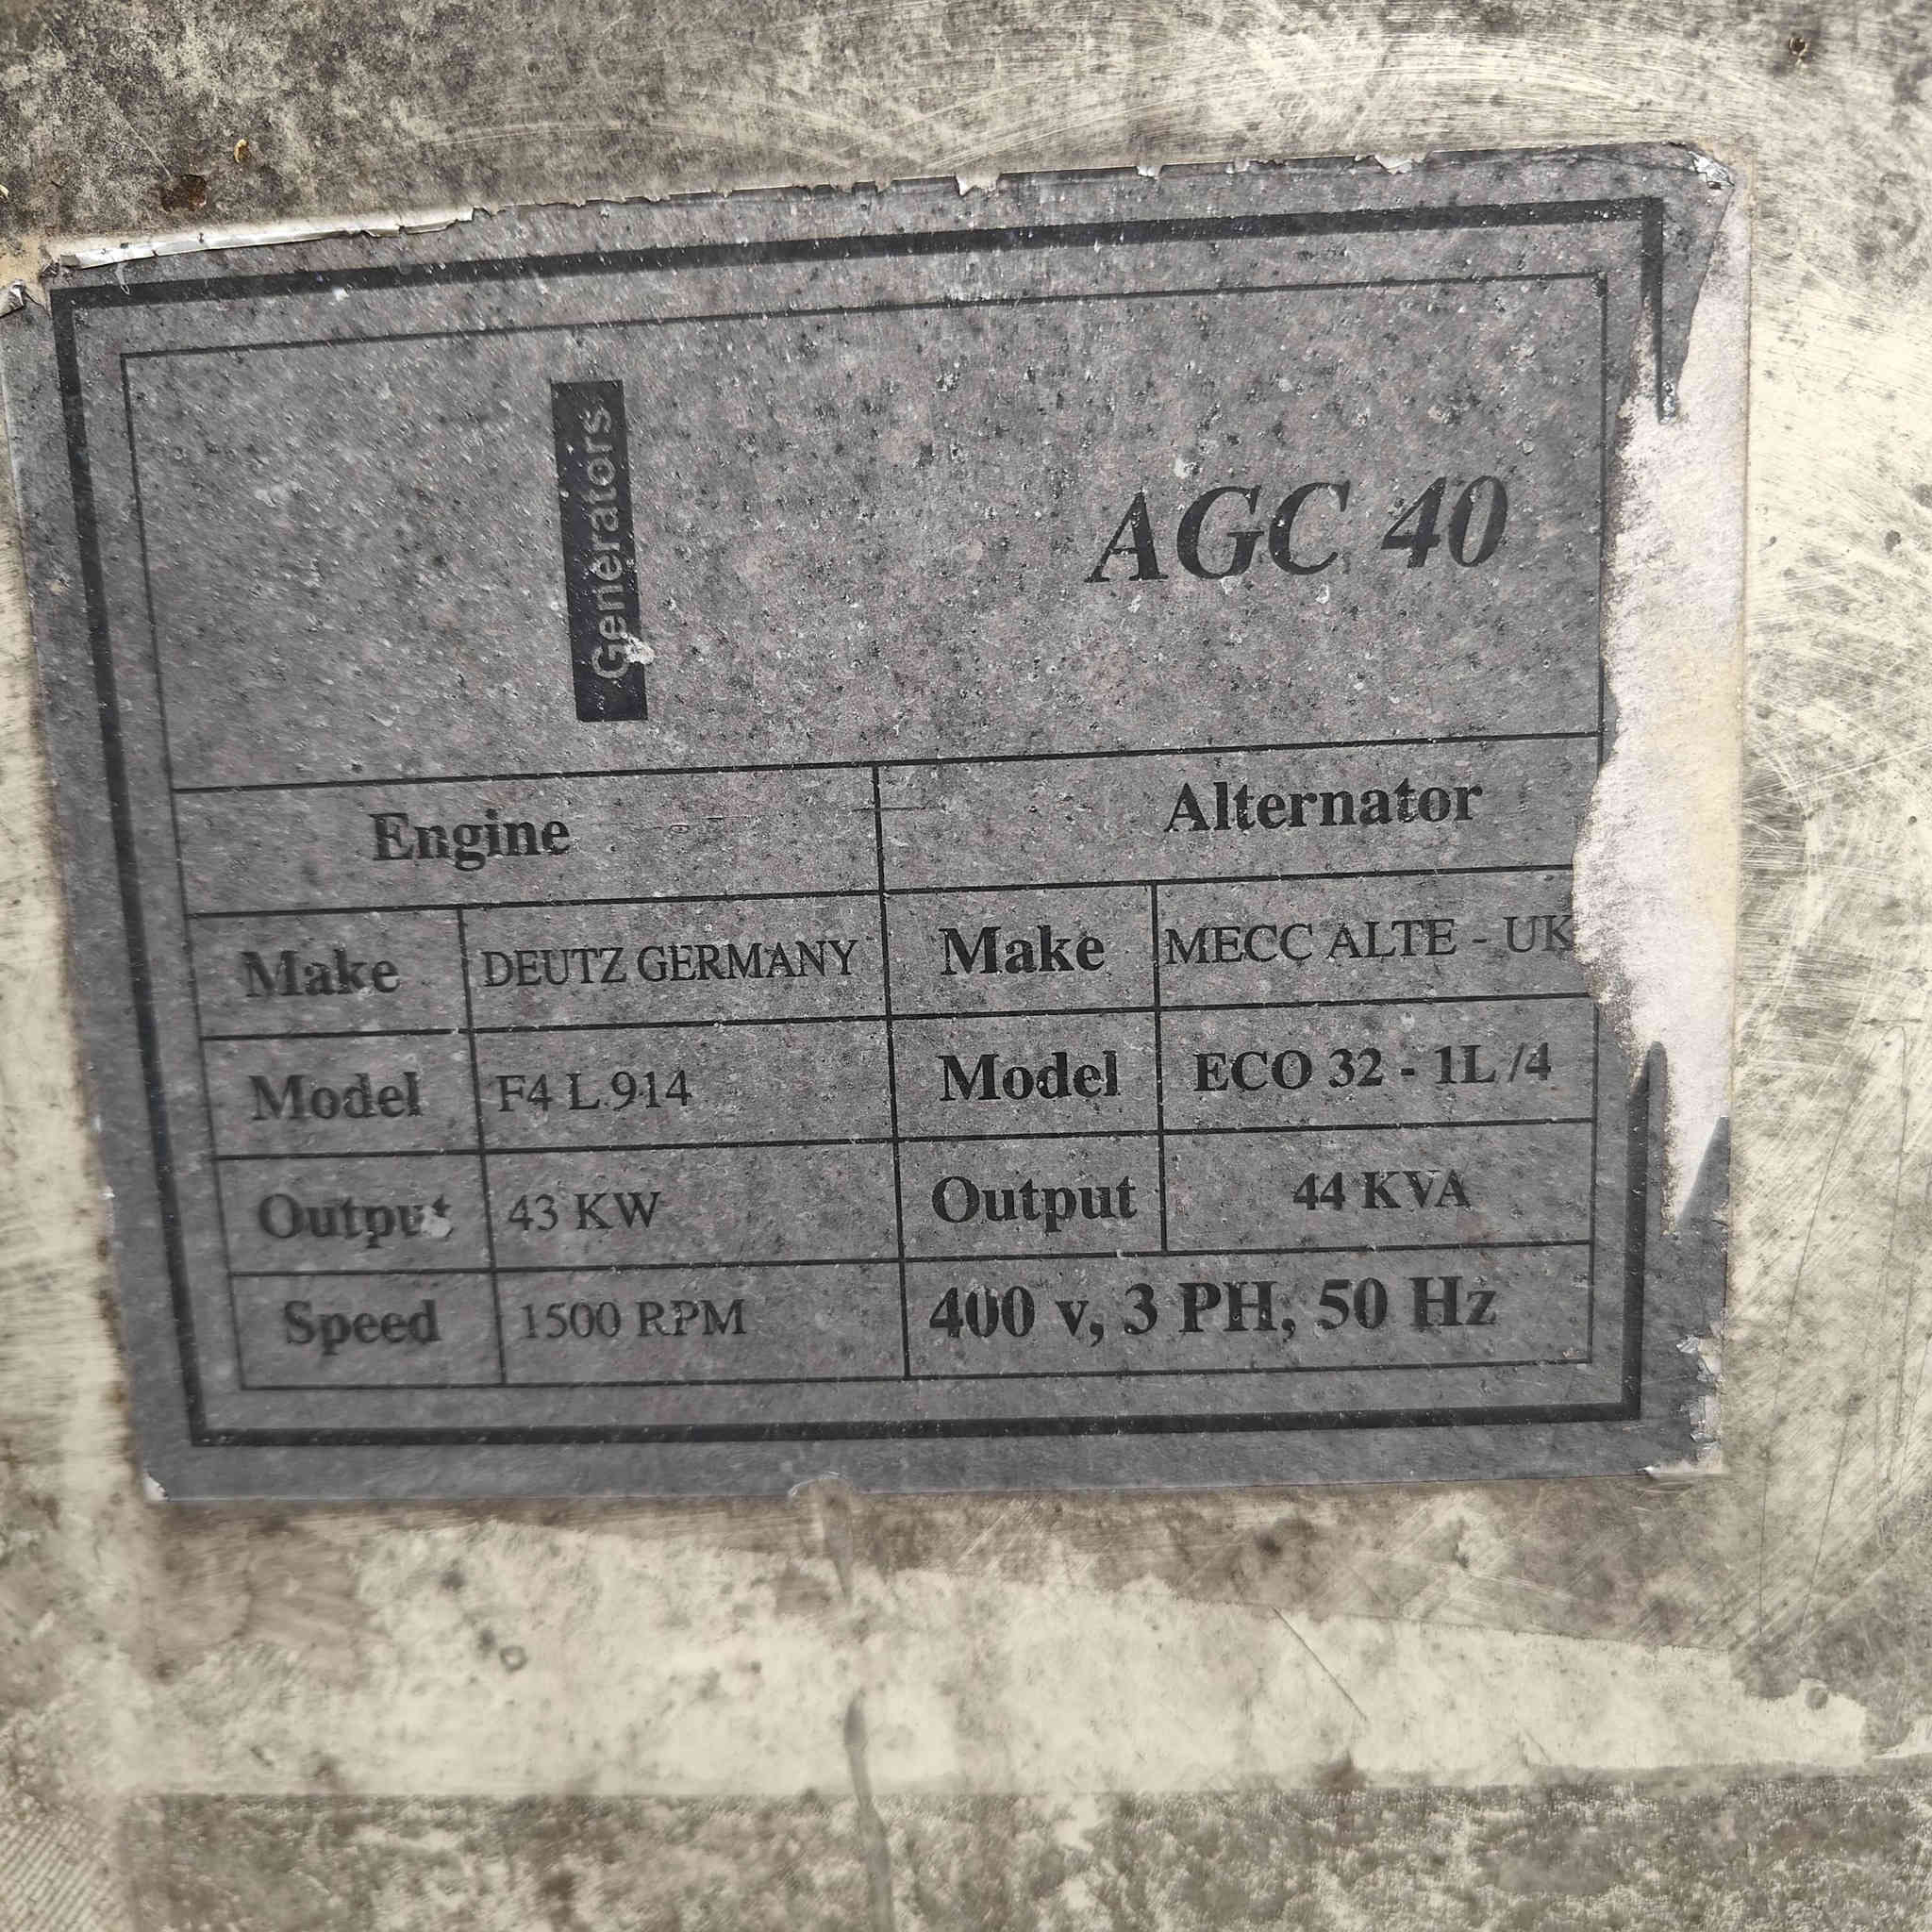 Generators
AGC 40
Engine Alternator
Make DEUTZ GERMANY Make MECC ALTE - UK
Model F4 L 914 Model ECO 32 - 1L /4
Output 43 KW Output 44 KVA
Speed 1500 RPM 400 v, 3 PH, 50 Hz